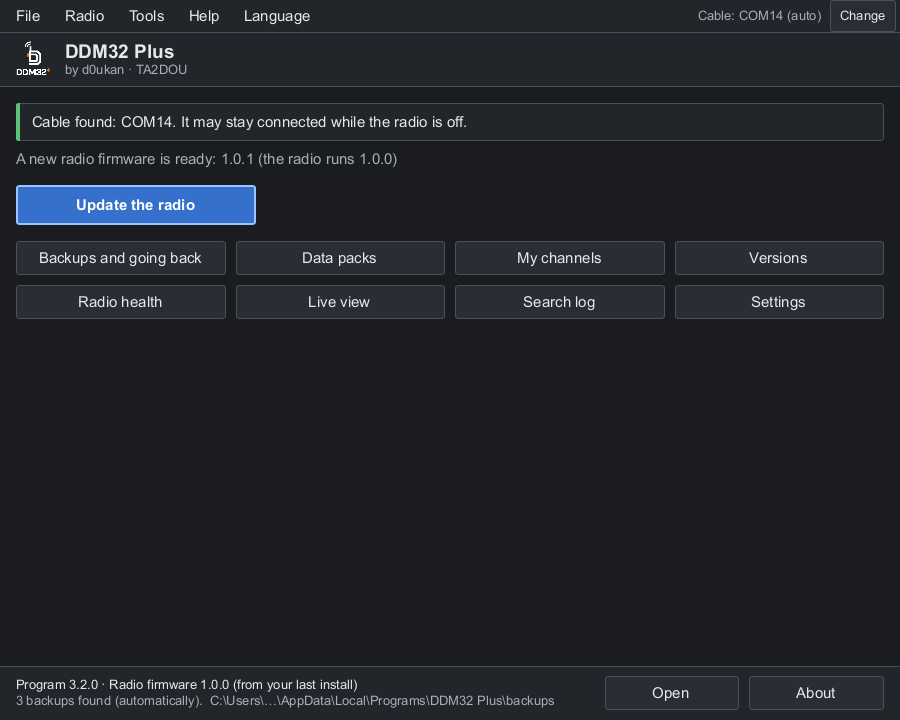 File Radio Tools Help Language Cable: COM14 (auto) Change
DDM32 Plus
by d0ukan · TA2DOU
DDM32+
Cable found: COM14. It may stay connected while the radio is off.
A new radio firmware is ready: 1.0.1 (the radio runs 1.0.0)
Update the radio
Backups and going back Data packs My channels Versions
Radio health Live view Search log Settings
Program 3.2.0 · Radio firmware 1.0.0 (from your last install)
3 backups found (automatically). C:\Users\...\AppData\Local\Programs\DDM32 Plus\backups
Open About